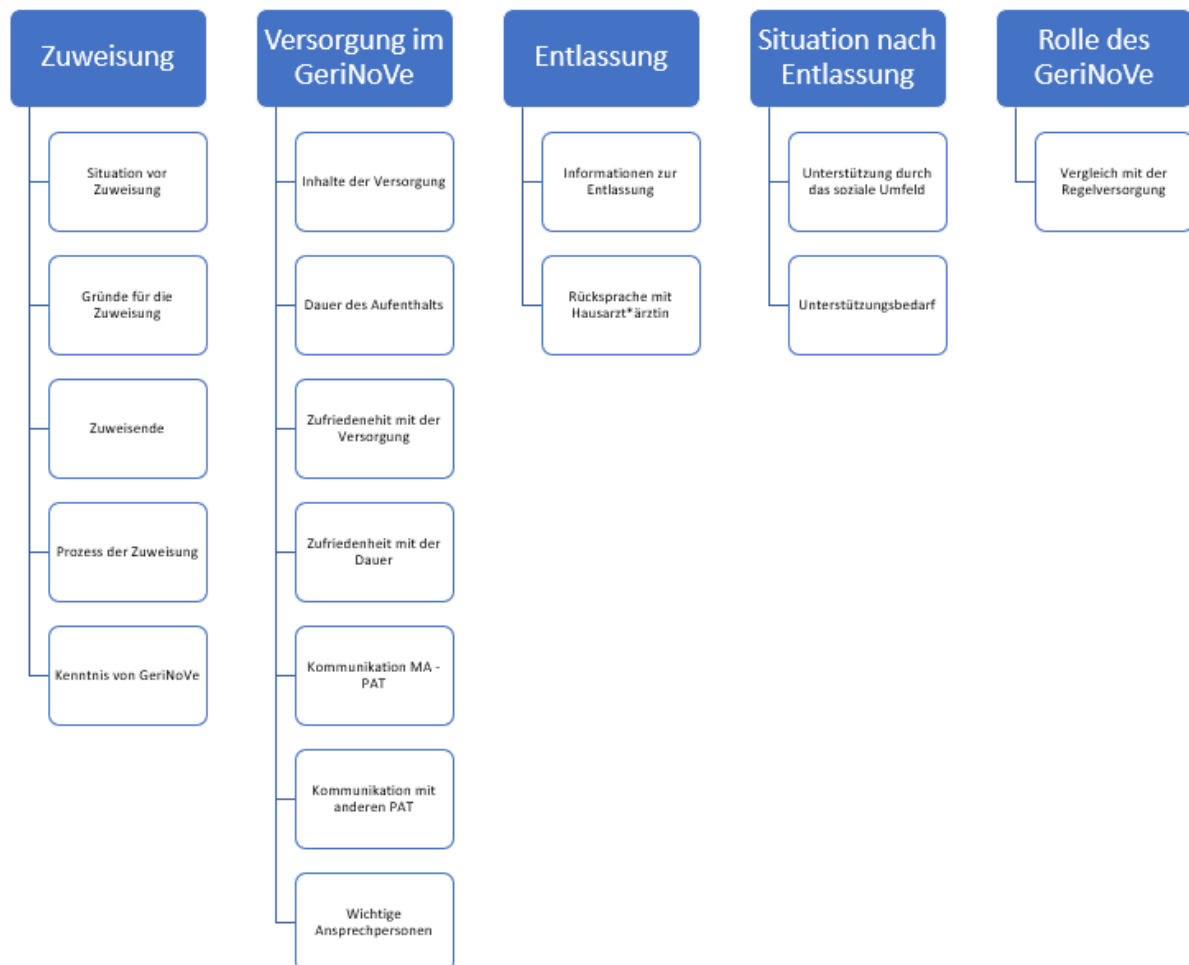 Zuweisung
Situation vor
Zuweisung
Gründe für die
Zuweisung
Zuweisende
Prozess der Zuweisung
Kenntnis von GeriNoVe
Versorgung im
GeriNoVe
Inhalte der Versorgung
Dauer des Aufenthalts
Zufriedenehit mit der
Versorgung
Zufriedenheit mit der
Dauer
Kommunikation MA -
PAT
Kommunikation mit
anderen PAT
Wichtige
Ansprechpersonen
Entlassung
Informationen zur
Entlassung
Rücksprache mit
Hausarzt*ärztin
Situation nach
Entlassung
Unterstützung durch
das soziale Umfeld
Unterstützungsbedarf
Rolle des
GeriNoVe
Vergleich mit der
Regelversorgung